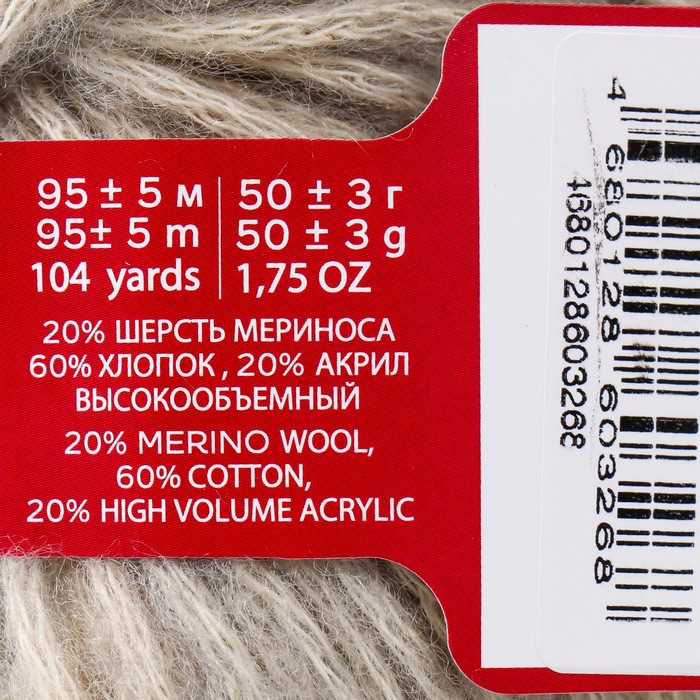 95 ± 5 м 50 ± 3 г
95± 5 m 50 ± 3 g
104 yards 1,75 OZ
20% ШЕРСТЬ МЕРИНОСА
60% ХЛОПОК , 20% АКРИЛ
ВЫСОКООБЪЕМНЫЙ
20% MERINO WOOL,
60% COTTON,
20% HIGH VOLUME ACRYLIC
4 680128 603268
4680128603268